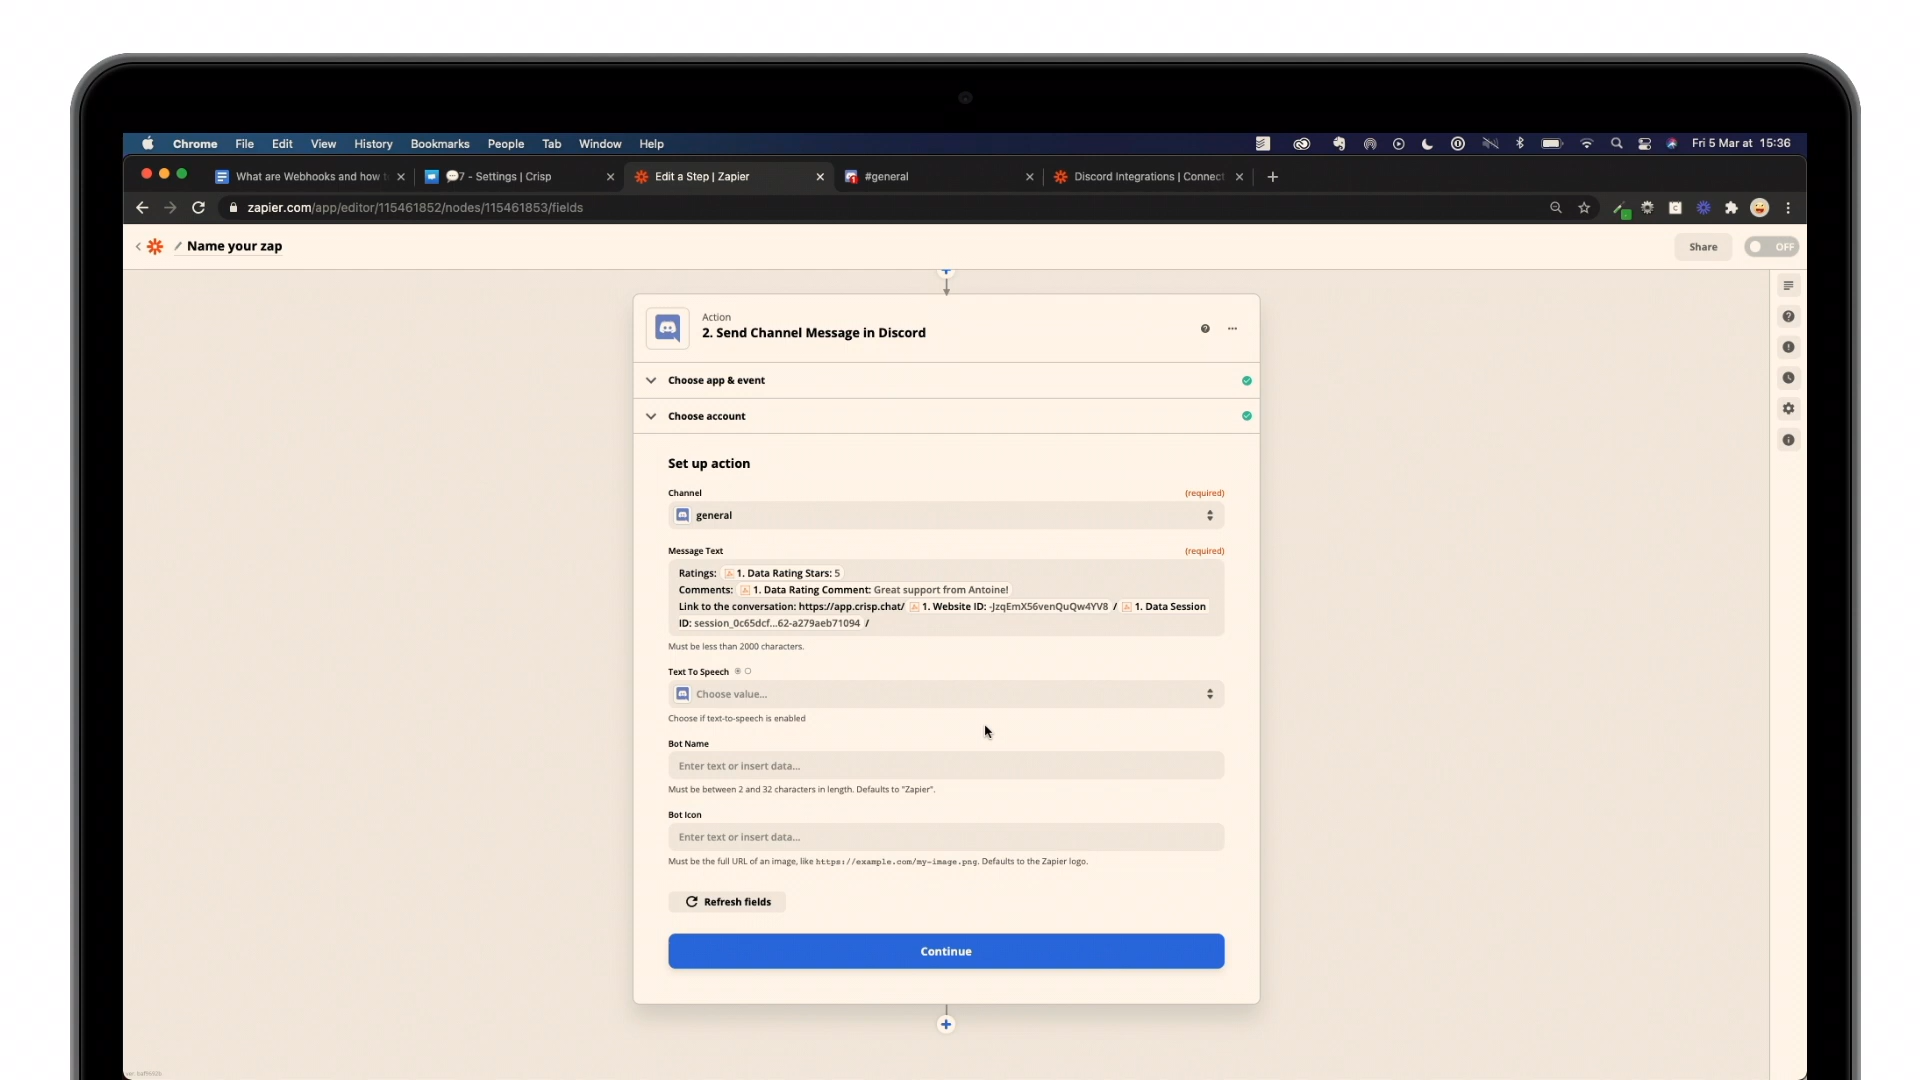 Chrome File Edit View History Bookmarks People Tab Window Help Fri 5 Mar at 15:36
What are Webhooks and how 💬7 - Settings | Crisp Edit a Step | Zapier #general Discord Integrations | Connect
zapier.com/app/editor/115461852/nodes/115461853/fields
Name your zap Share OFF
Action
2. Send Channel Message in Discord
Choose app & event
Choose account
Set up action
Channel (required)
general
Message Text (required)
Ratings: 1. Data Rating Stars: 5
Comments: 1. Data Rating Comment: Great support from Antoine!
Link to the conversation: https://app.crisp.chat/ 1. Website ID: -JzqEmX56venQuQw4YV8 / 1. Data Session
ID: session_0c65dcf...62-a279aeb71094 /
Must be less than 2000 characters.
Text To Speech
Choose value...
Choose if text-to-speech is enabled
Bot Name
Enter text or insert data...
Must be between 2 and 32 characters in length. Defaults to "Zapier".
Bot Icon
Enter text or insert data...
Must be the full URL of an image, like https://example.com/my-image.png. Defaults to the Zapier logo.
Refresh fields
Continue